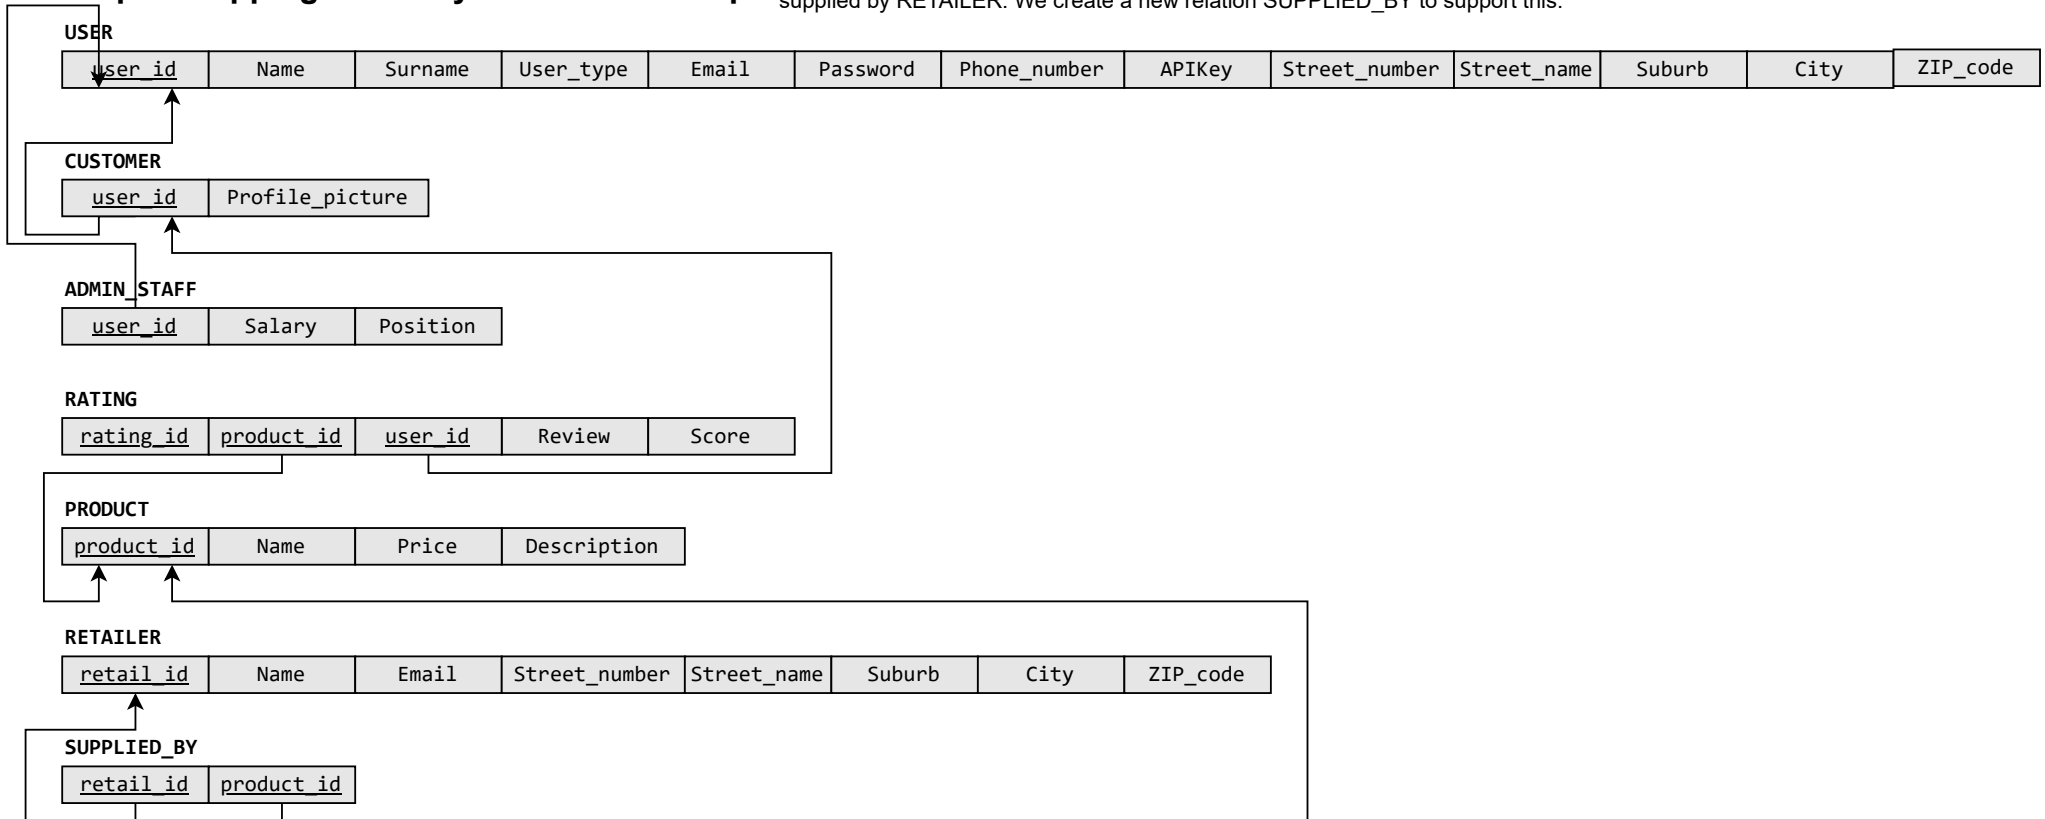 supplied by RETAILER. We create a new relation SUPPLIED_BY to support this.
USER
user_id Name Surname User_type Email Password Phone_number APIKey Street_number Street_name Suburb City ZIP_code
CUSTOMER
user_id Profile_picture
ADMIN_STAFF
user_id Salary Position
RATING
rating_id product_id user_id Review Score
PRODUCT
product_id Name Price Description
RETAILER
retail_id Name Email Street_number Street_name Suburb City ZIP_code
SUPPLIED_BY
retail_id product_id